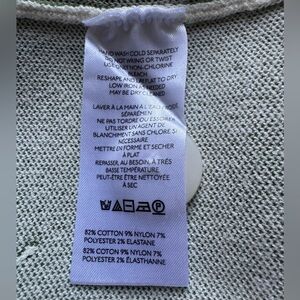 HAND WASH COLD SEPARATELY
DO NOT WRING OR TWIST
USE ONLY NON-CHLORINE
BLEACH
RESHAPE AND LAY FLAT TO DRY
LOW IRON AS NEEDED
MAY BE DRY CLEANED
LAVER À LA MAIN À L'EAU FROIDE
SÉPARÉMENT
NE PAS TORDRE OU ESSORER
UTILISER UN AGENT DE
BLANCHIMENT SANS CHLORE SI
NÉCESSAIRE
METTRE EN FORME ET SECHER
À PLAT
REPASSER, AU BESOIN, À TRÈS
BASSE TEMPÉRATURE
PEUT-ÊTRE ÊTRE NETTOYÉE
À SEC
82% COTTON 9% NYLON 7%
POLYESTER 2% ELASTANE
82% COTON 9% NYLON 7%
POLYESTER 2% ÉLASTHANNE